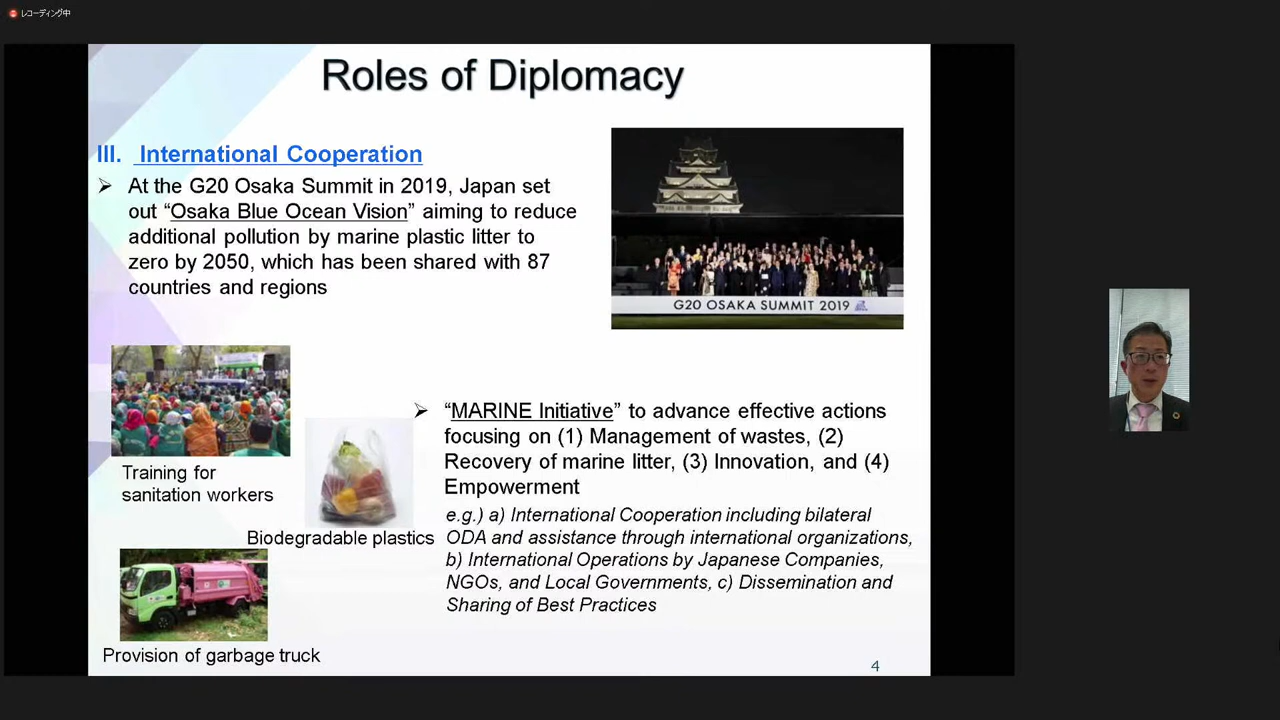 レコーディング中
Roles of Diplomacy
III. International Cooperation
➢ At the G20 Osaka Summit in 2019, Japan set
out “Osaka Blue Ocean Vision” aiming to reduce
additional pollution by marine plastic litter to
zero by 2050, which has been shared with 87
countries and regions
G20 OSAKA SUMMIT 2019
Training for
sanitation workers
Biodegradable plastics
Provision of garbage truck
➢ “MARINE Initiative” to advance effective actions
focusing on (1) Management of wastes, (2)
Recovery of marine litter, (3) Innovation, and (4)
Empowerment
e.g.) a) International Cooperation including bilateral
ODA and assistance through international organizations,
b) International Operations by Japanese Companies,
NGOs, and Local Governments, c) Dissemination and
Sharing of Best Practices
4